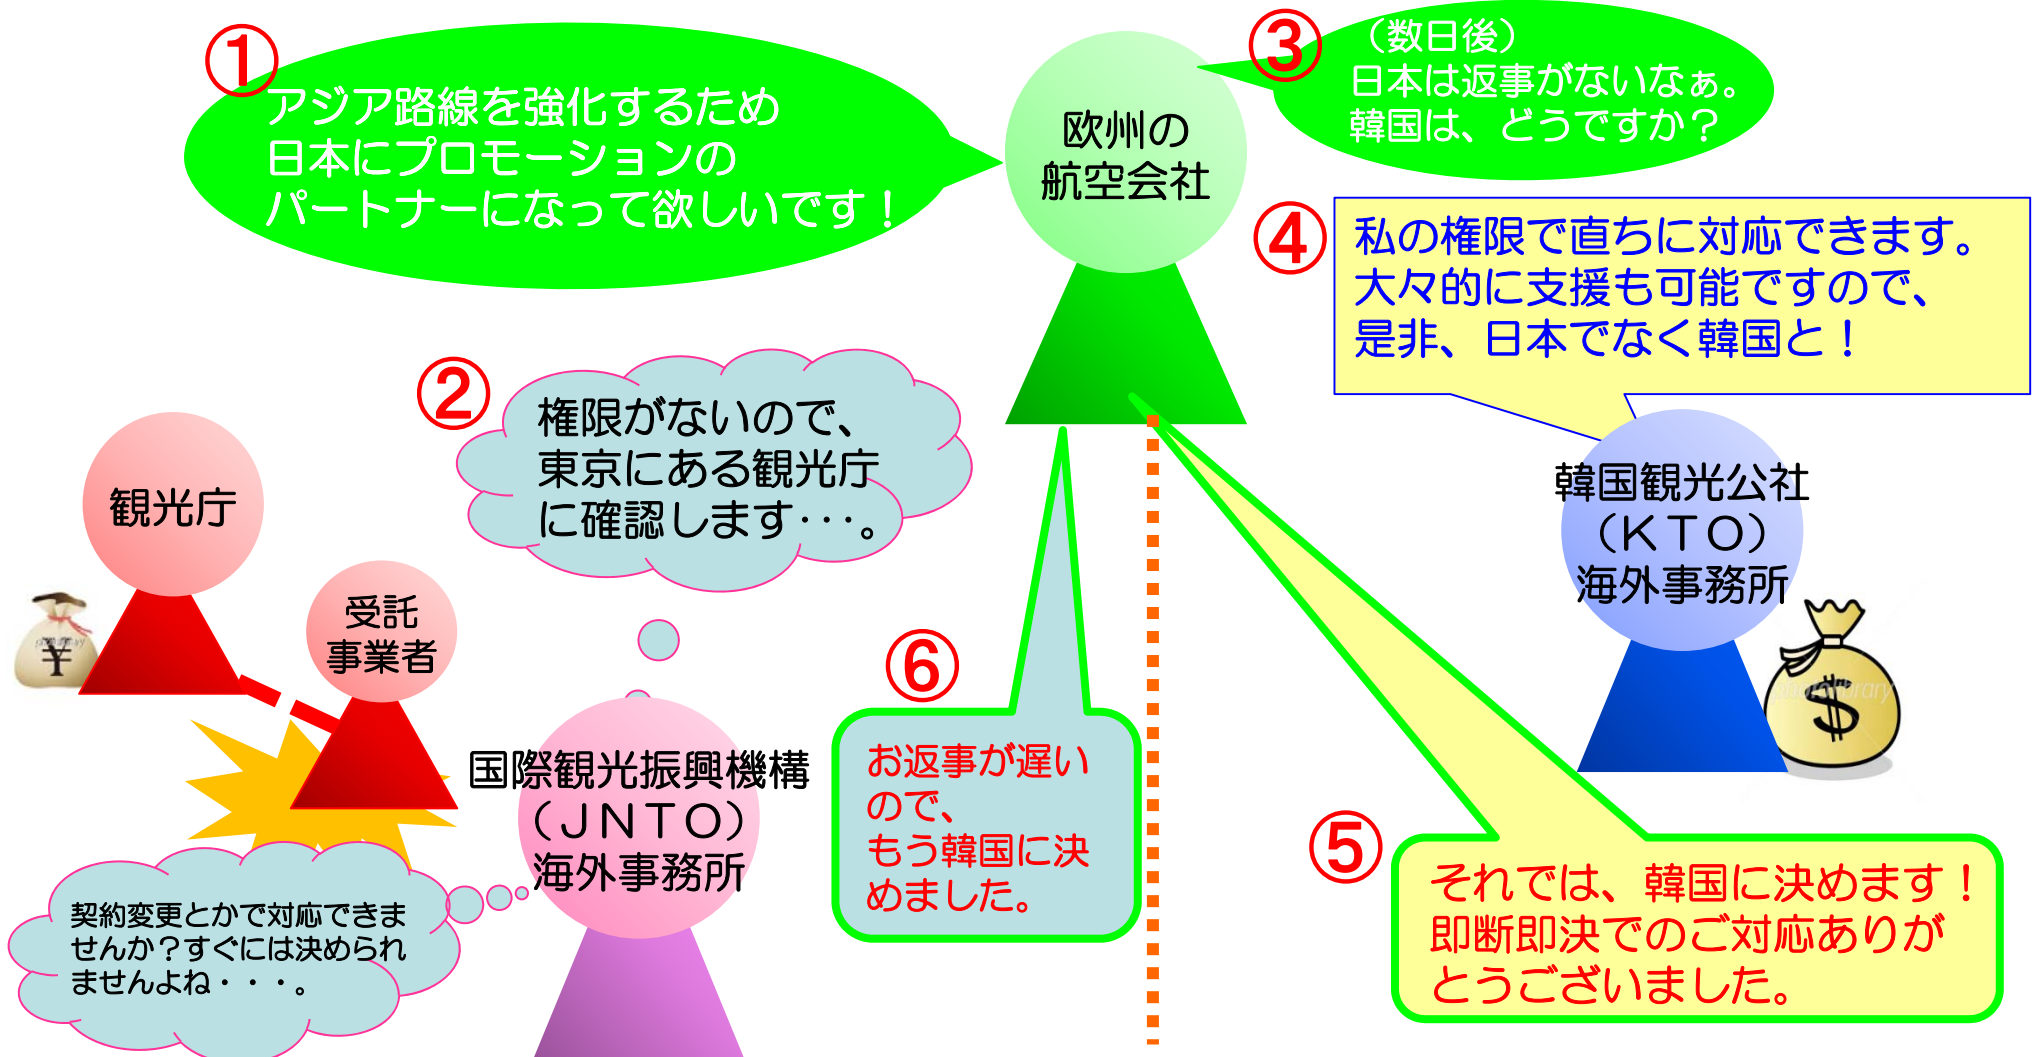 ①
アジア路線を強化するため
日本にプロモーションの
パートナーになって欲しいです！
欧州の
航空会社
③
（数日後）
日本は返事がないなぁ。
韓国は、どうですか？
④
私の権限で直ちに対応できます。
大々的に支援も可能ですので、
是非、日本でなく韓国と！
②
権限がないので、
東京にある観光庁
に確認します･･･。
観光庁
受託
事業者
¥
韓国観光公社
（ＫＴＯ）
海外事務所
$
国際観光振興機構
（ＪＮＴＯ）
海外事務所
契約変更とかで対応できま
せんか？すぐには決められ
ませんよね・・・。
⑥
お返事が遅い
ので、
もう韓国に決
めました。
⑤
それでは、韓国に決めます！
即断即決でのご対応ありが
とうございました。